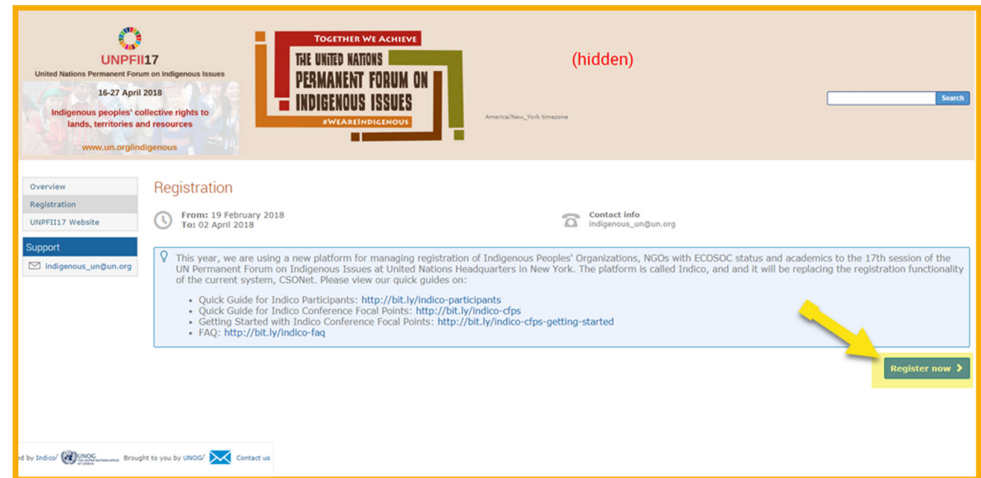 UNPFII17
United Nations Permanent Forum on Indigenous Issues
16-27 April 2018
Indigenous peoples' collective rights to
lands, territories and resources
www.un.org/indigenous
TOGETHER WE ACHIEVE
THE UNITED NATIONS
PERMANENT FORUM ON
INDIGENOUS ISSUES
#WEAREINDIGENOUS
(hidden)
America/New_York timezone
Search
Overview
Registration
UNPFII17 Website
Support
indigenous_un@un.org
Registration
From: 19 February 2018
To: 02 April 2018
Contact info
indigenous_un@un.org
This year, we are using a new platform for managing registration of Indigenous Peoples' Organizations, NGOs with ECOSOC status and academics to the 17th session of the
UN Permanent Forum on Indigenous Issues at United Nations Headquarters in New York. The platform is called Indico, and and it will be replacing the registration functionality
of the current system, CSONet. Please view our quick guides on:
• Quick Guide for Indico Participants: http://bit.ly/indico-participants
• Quick Guide for Indico Conference Focal Points: http://bit.ly/indico-cfps
• Getting Started with Indico Conference Focal Points: http://bit.ly/indico-cfps-getting-started
• FAQ: http://bit.ly/indico-faq
Register now
ed by Indico/ UNOG Brought to you by UNOG/ Contact us